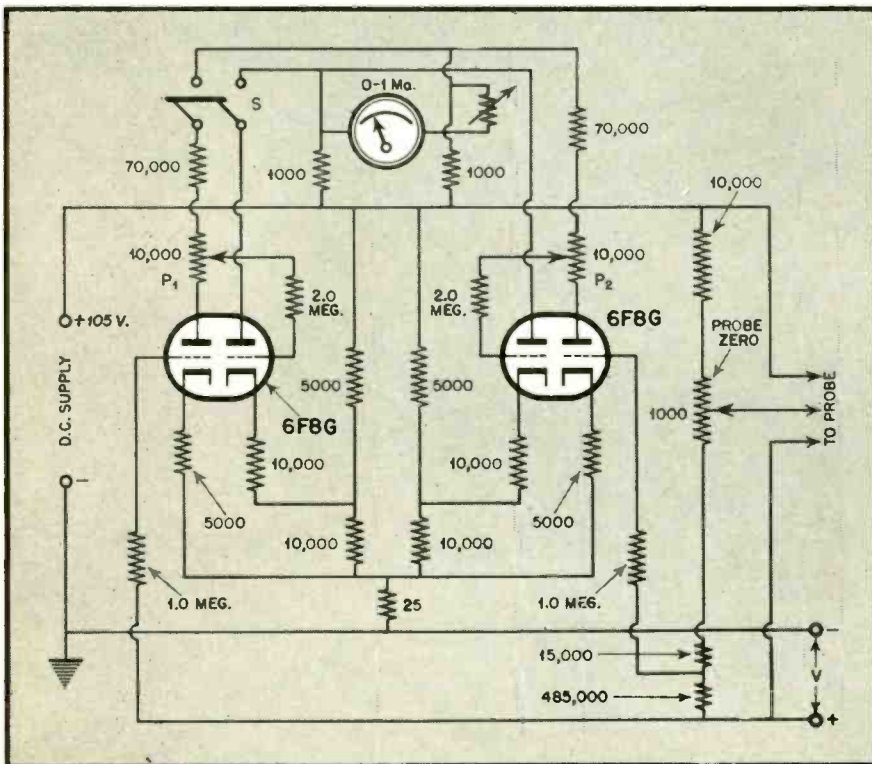 0-1 Ma.
S
70,000
1000
1000
70,000
10,000
10,000
P1
2.0
MEG.
2.0
MEG.
10,000
P2
6F8G
+105 V.
D.C. SUPPLY
-
PROBE
ZERO
1000
TO PROBE
5000
5000
6F8G
10,000
10,000
5000
10,000
10,000
5000
1.0 MEG.
25
1.0 MEG.
-
15,000
V
485,000
+